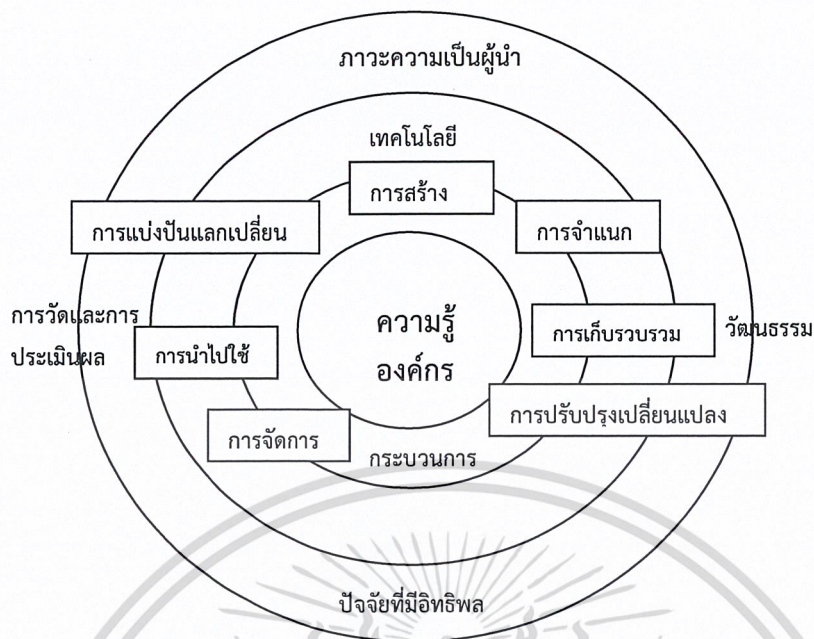 ภาวะความเป็นผู้นำ
เทคโนโลยี
การสร้าง
การแบ่งปันแลกเปลี่ยน
การจำแนก
ความรู้
องค์กร
การวัดและการ
ประเมินผล
การนำไปใช้
การเก็บรวบรวม
วัฒนธรรม
การปรับปรุงเปลี่ยนแปลง
การจัดการ
กระบวนการ
ปัจจัยที่มีอิทธิพล